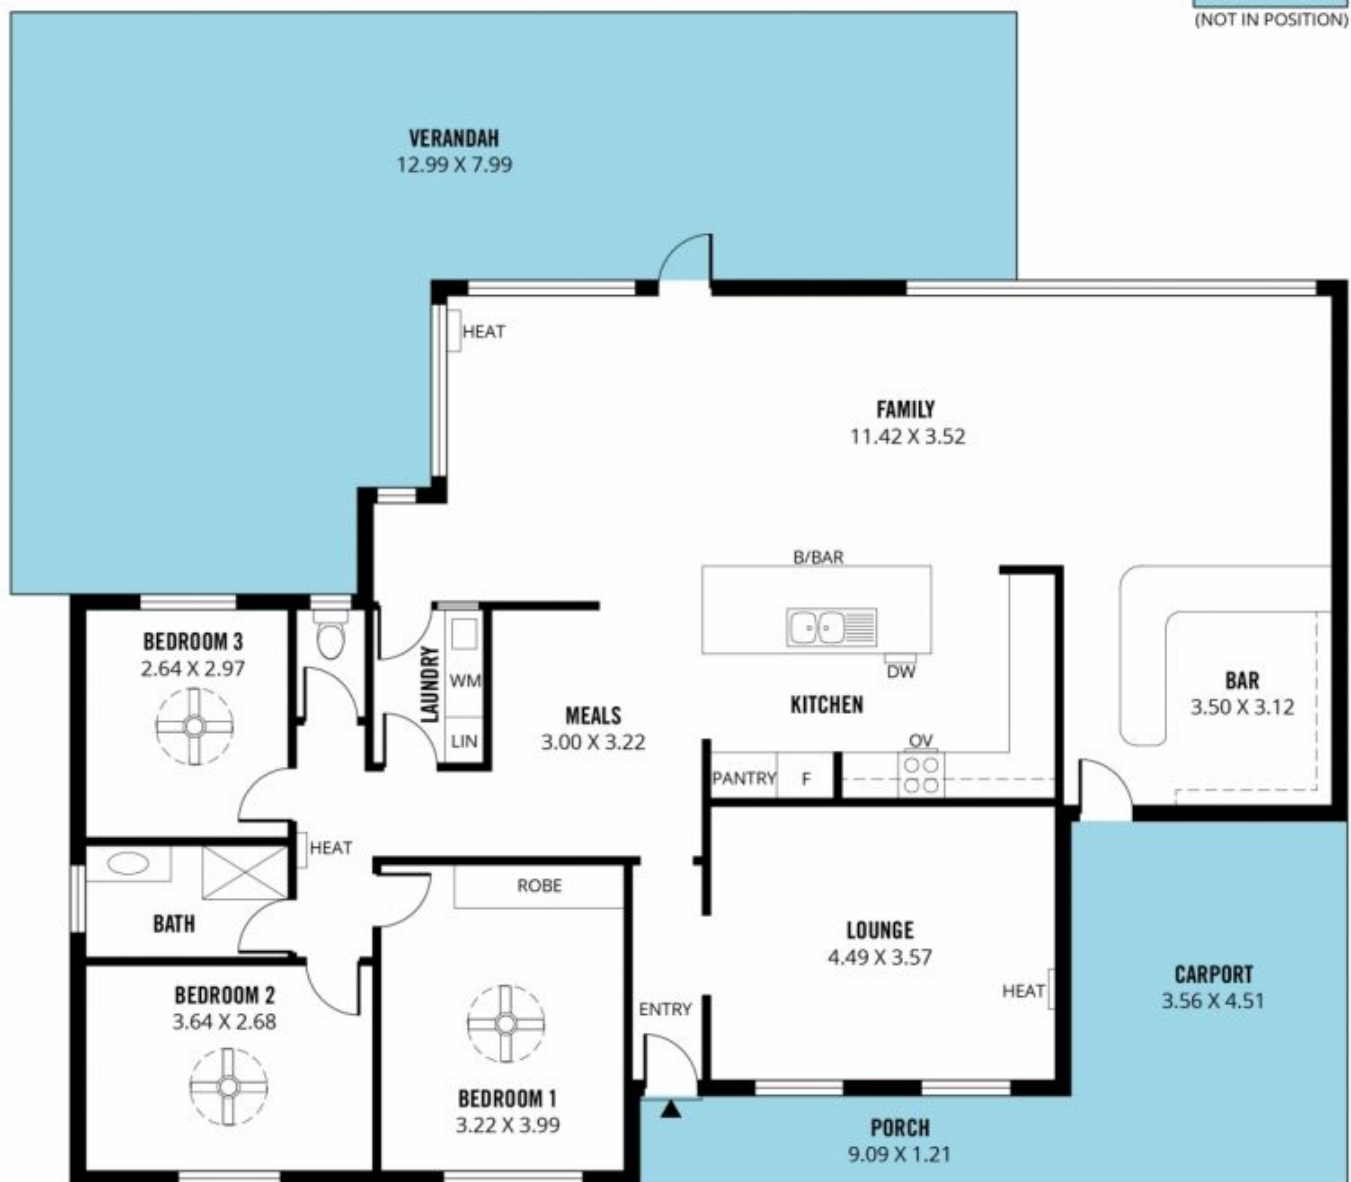 (NOT IN POSITION)
VERANDAH
12.99 X 7.99
HEAT
FAMILY
11.42 X 3.52
B/BAR
DW
KITCHEN
BAR
3.50 X 3.12
BEDROOM 3
2.64 X 2.97
LAUNDRY
WM
LIN
MEALS
3.00 X 3.22
OV
PANTRY
F
HEAT
BATH
ROBE
LOUNGE
4.49 X 3.57
HEAT
CARPORT
3.56 X 4.51
BEDROOM 2
3.64 X 2.68
ENTRY
BEDROOM 1
3.22 X 3.99
PORCH
9.09 X 1.21